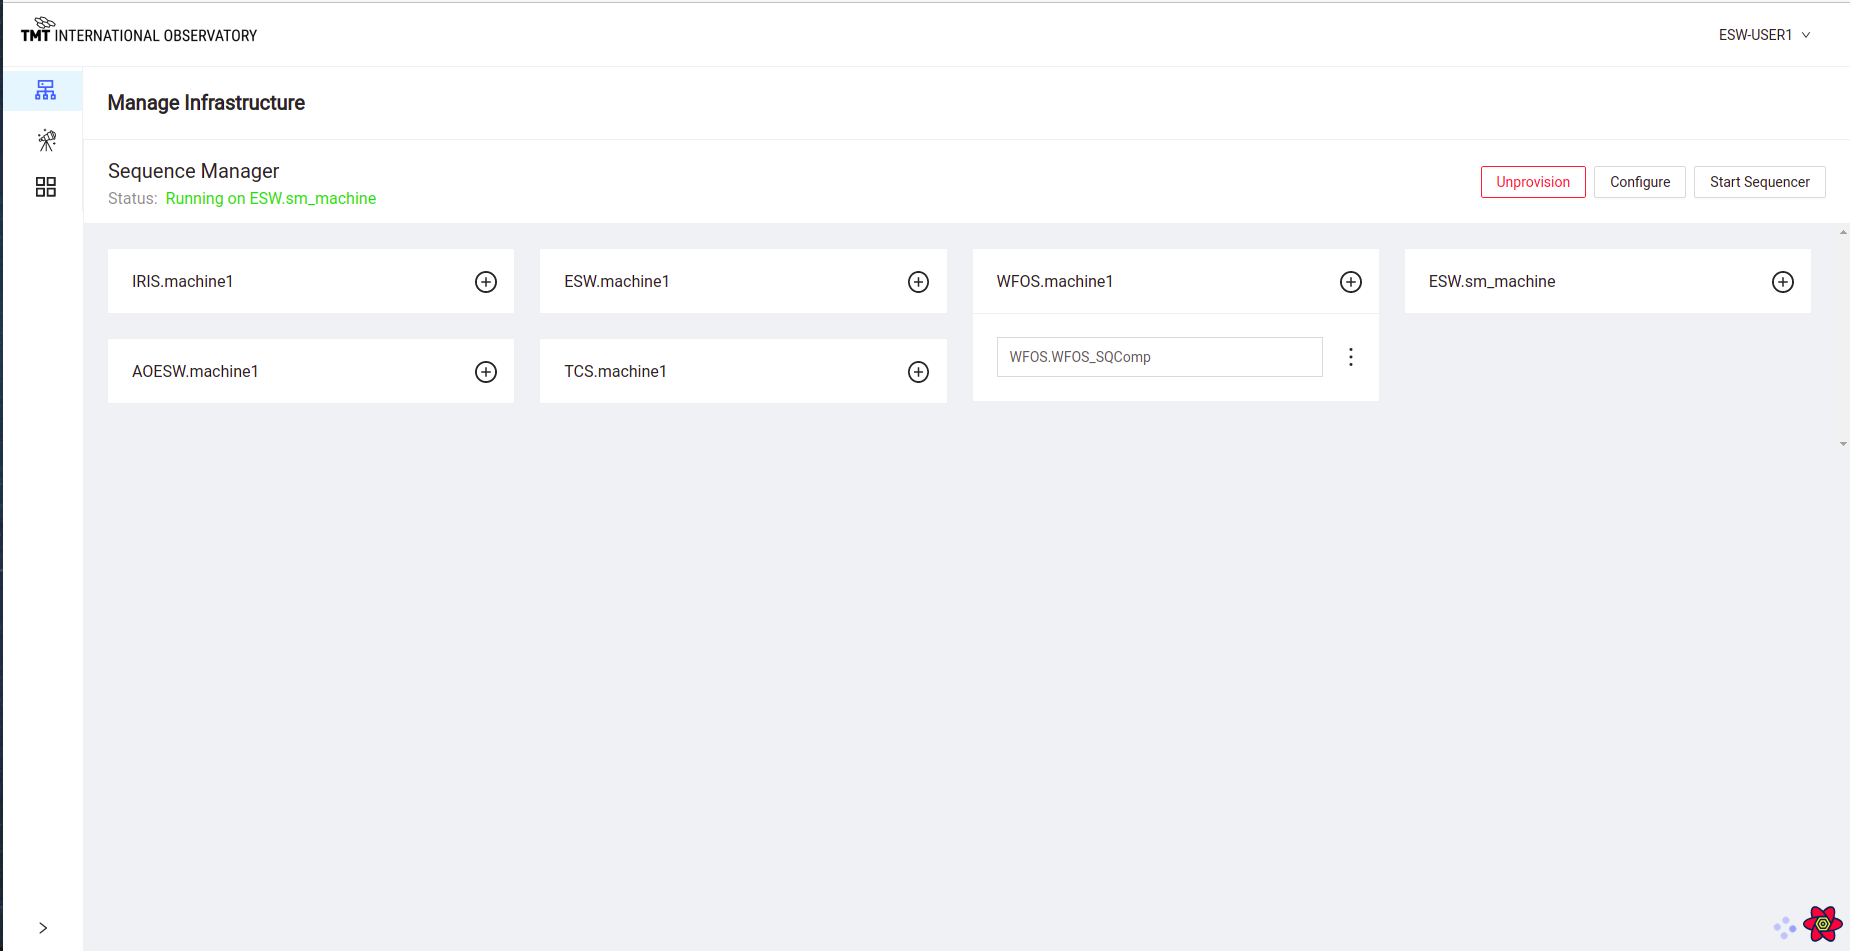 TMT INTERNATIONAL OBSERVATORY
ESW-USER1
Manage Infrastructure
Sequence Manager
Status: Running on ESW.sm_machine
Unprovision Configure Start Sequencer
IRIS.machine1
ESW.machine1
WFOS.machine1
ESW.sm_machine
WFOS.WFOS_SQComp
AOESW.machine1
TCS.machine1